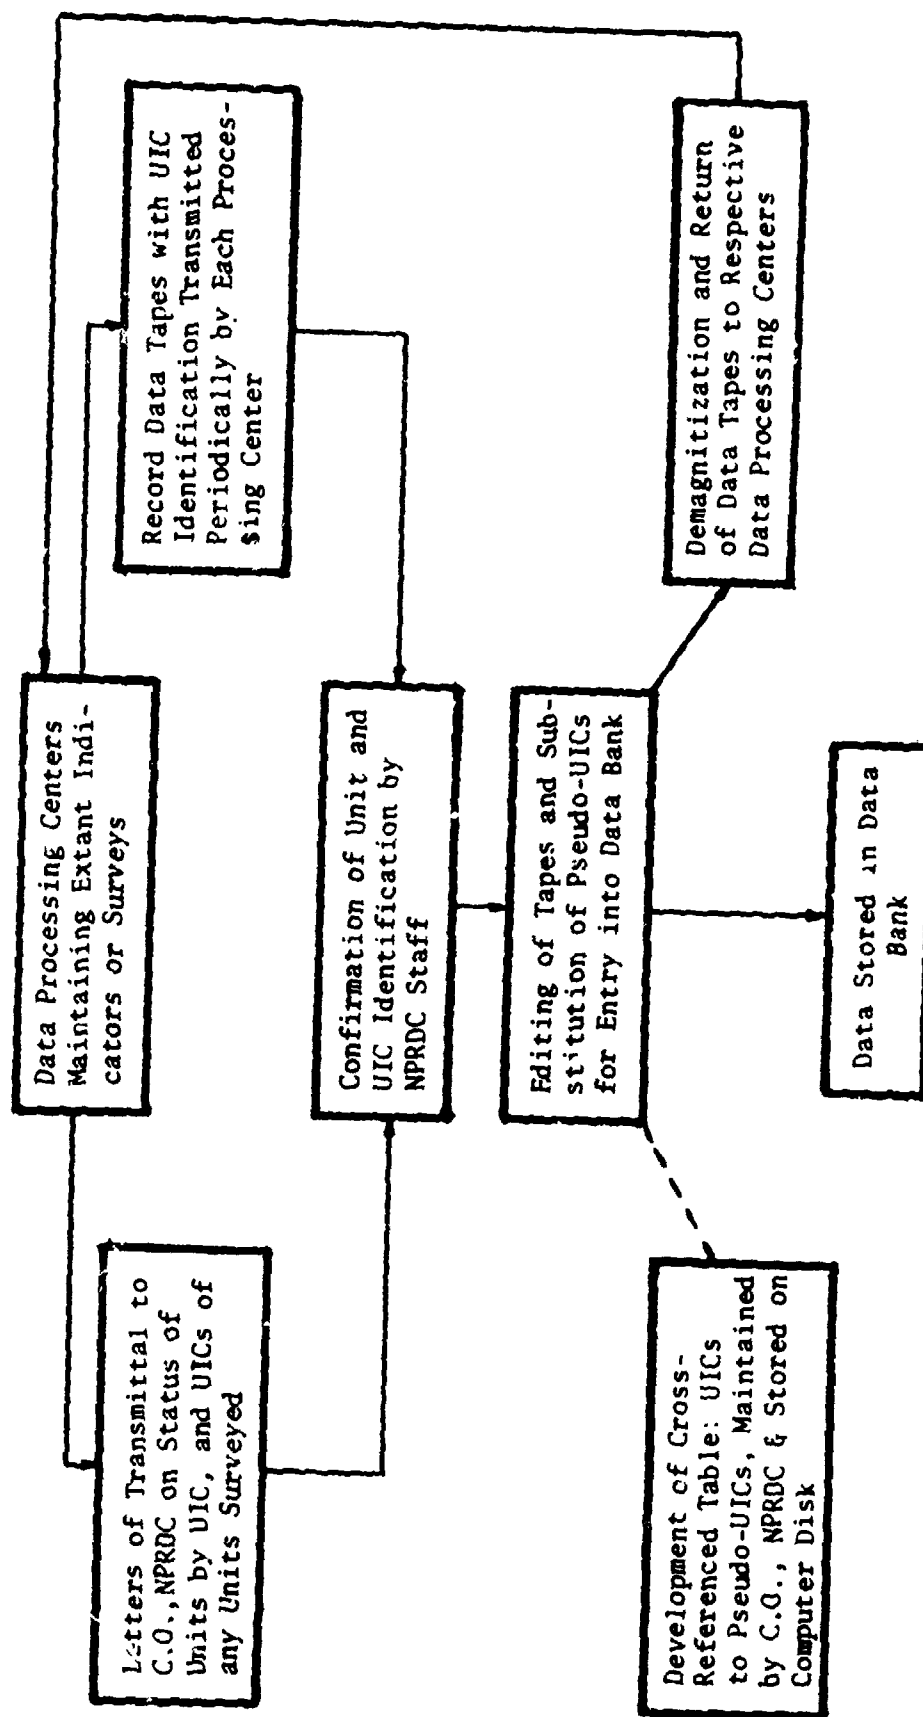 Data Processing Centers
Maintaining Extant Indi-
cators or Surveys
Letters of Transmittal to
C.O.,NPRDC on Status of
Units by UIC, and UICs of
any Units Surveyed
Record Data Tapes with UIC
Identification Transmitted
Periodically by Each Proces-
sing Center
Confirmation of Unit and
UIC Identification by
NPRDC Staff
Editing of Tapes and Sub-
stitution of Pseudo-UICs
for Entry into Data Bank
Development of Cross-
Referenced Table: UICs
to Pseudo-UICs, Maintained
by C.O., NPRDC & Stored on
Computer Disk
Demagnitization and Return
of Data Tapes to Respective
Data Processing Centers
Data Stored in Data
Bank